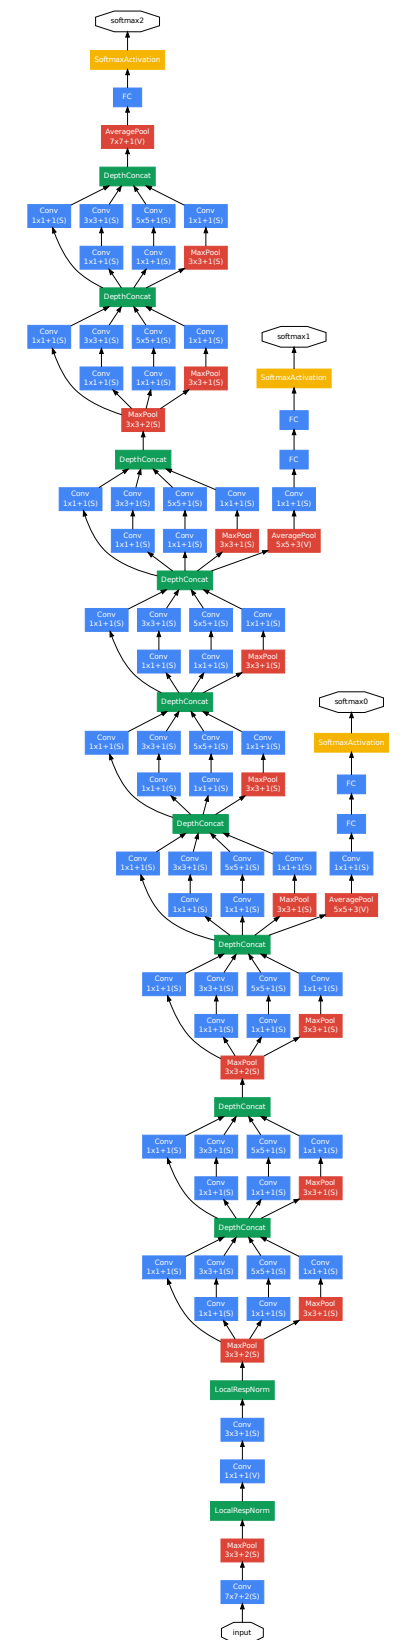 softmax2
SoftmaxActivation
FC
AveragePool
7x7+1(V)
DepthConcat
Conv
1x1+1(S)
Conv
3x3+1(S)
Conv
5x5+1(S)
Conv
1x1+1(S)
Conv
1x1+1(S)
Conv
1x1+1(S)
MaxPool
3x3+1(S)
DepthConcat
Conv
1x1+1(S)
Conv
3x3+1(S)
Conv
5x5+1(S)
Conv
1x1+1(S)
softmax1
Conv
1x1+1(S)
Conv
1x1+1(S)
MaxPool
3x3+1(S)
SoftmaxActivation
MaxPool
3x3+2(S)
FC
DepthConcat
FC
Conv
1x1+1(S)
Conv
3x3+1(S)
Conv
5x5+1(S)
Conv
1x1+1(S)
Conv
1x1+1(S)
Conv
1x1+1(S)
Conv
1x1+1(S)
MaxPool
3x3+1(S)
AveragePool
5x5+3(V)
DepthConcat
Conv
1x1+1(S)
Conv
3x3+1(S)
Conv
5x5+1(S)
Conv
1x1+1(S)
Conv
1x1+1(S)
Conv
1x1+1(S)
MaxPool
3x3+1(S)
DepthConcat
softmax0
Conv
1x1+1(S)
Conv
3x3+1(S)
Conv
5x5+1(S)
Conv
1x1+1(S)
SoftmaxActivation
Conv
1x1+1(S)
Conv
1x1+1(S)
MaxPool
3x3+1(S)
FC
DepthConcat
FC
Conv
1x1+1(S)
Conv
3x3+1(S)
Conv
5x5+1(S)
Conv
1x1+1(S)
Conv
1x1+1(S)
Conv
1x1+1(S)
Conv
1x1+1(S)
MaxPool
3x3+1(S)
AveragePool
5x5+3(V)
DepthConcat
Conv
1x1+1(S)
Conv
3x3+1(S)
Conv
5x5+1(S)
Conv
1x1+1(S)
Conv
1x1+1(S)
Conv
1x1+1(S)
MaxPool
3x3+1(S)
MaxPool
3x3+2(S)
DepthConcat
Conv
1x1+1(S)
Conv
3x3+1(S)
Conv
5x5+1(S)
Conv
1x1+1(S)
Conv
1x1+1(S)
Conv
1x1+1(S)
MaxPool
3x3+1(S)
DepthConcat
Conv
1x1+1(S)
Conv
3x3+1(S)
Conv
5x5+1(S)
Conv
1x1+1(S)
Conv
1x1+1(S)
Conv
1x1+1(S)
MaxPool
3x3+1(S)
MaxPool
3x3+2(S)
LocalRespNorm
Conv
3x3+1(S)
Conv
1x1+1(V)
LocalRespNorm
MaxPool
3x3+2(S)
Conv
7x7+2(S)
input